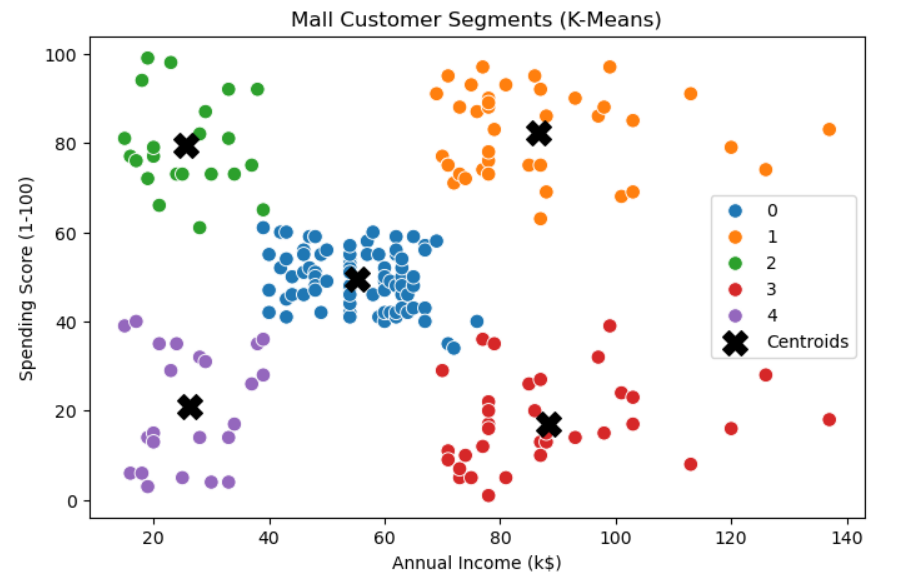 Mall Customer Segments (K-Means)
100
80
60
40
20
0
Spending Score (1-100)
0
1
2
3
4
Centroids
20 40 60 80 100 120 140
Annual Income (k$)